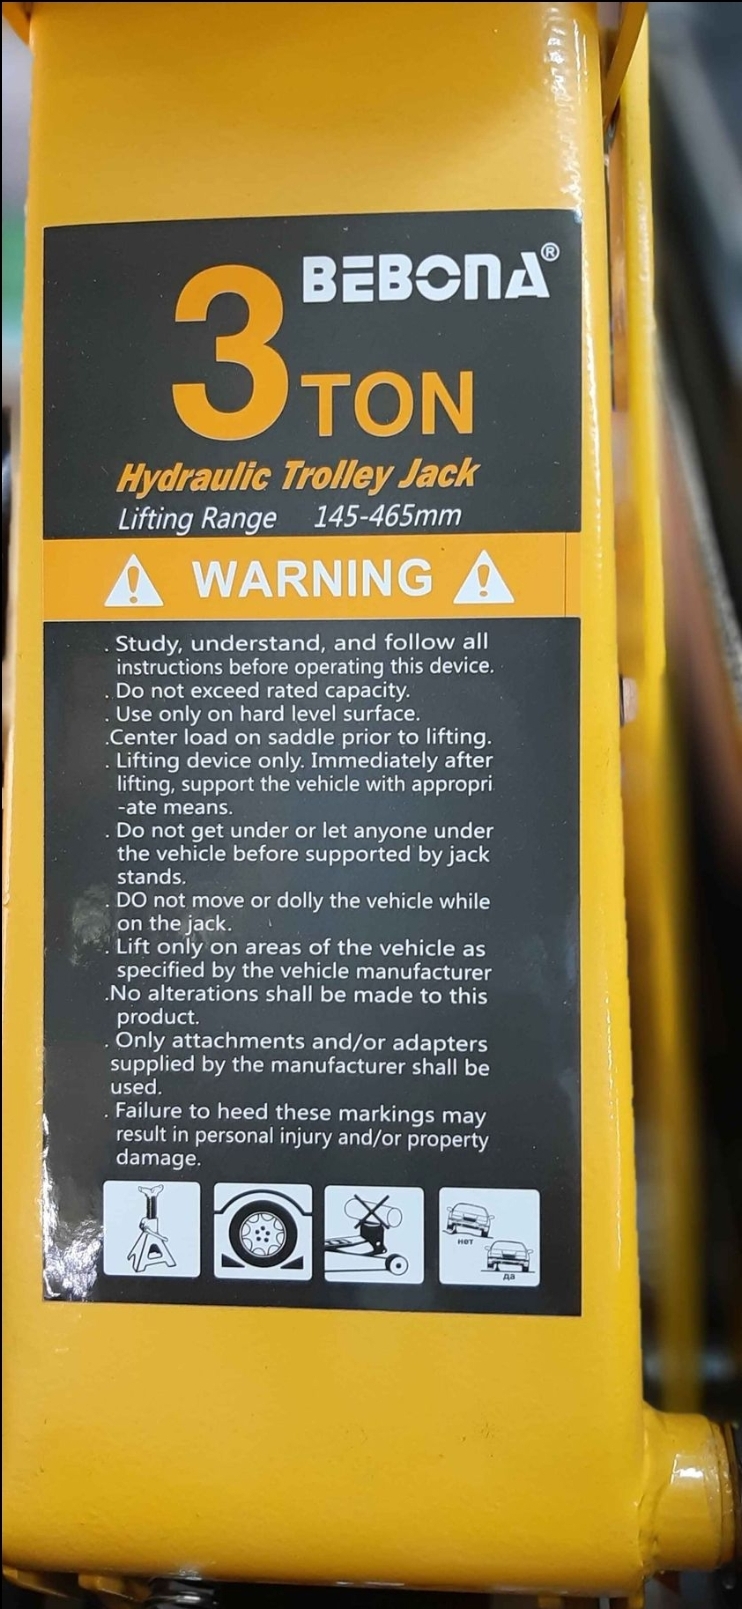 BEBONA®
3 TON
Hydraulic Trolley Jack
Lifting Range 145-465mm
WARNING
. Study, understand, and follow all
instructions before operating this device.
. Do not exceed rated capacity.
. Use only on hard level surface.
.Center load on saddle prior to lifting.
. Lifting device only. Immediately after
lifting, support the vehicle with appropri
-ate means.
. Do not get under or let anyone under
the vehicle before supported by jack
stands.
. DO not move or dolly the vehicle while
on the jack.
. Lift only on areas of the vehicle as
specified by the vehicle manufacturer
.No alterations shall be made to this
product.
. Only attachments and/or adapters
supplied by the manufacturer shall be
used.
. Failure to heed these markings may
result in personal injury and/or property
damage.
нет
да